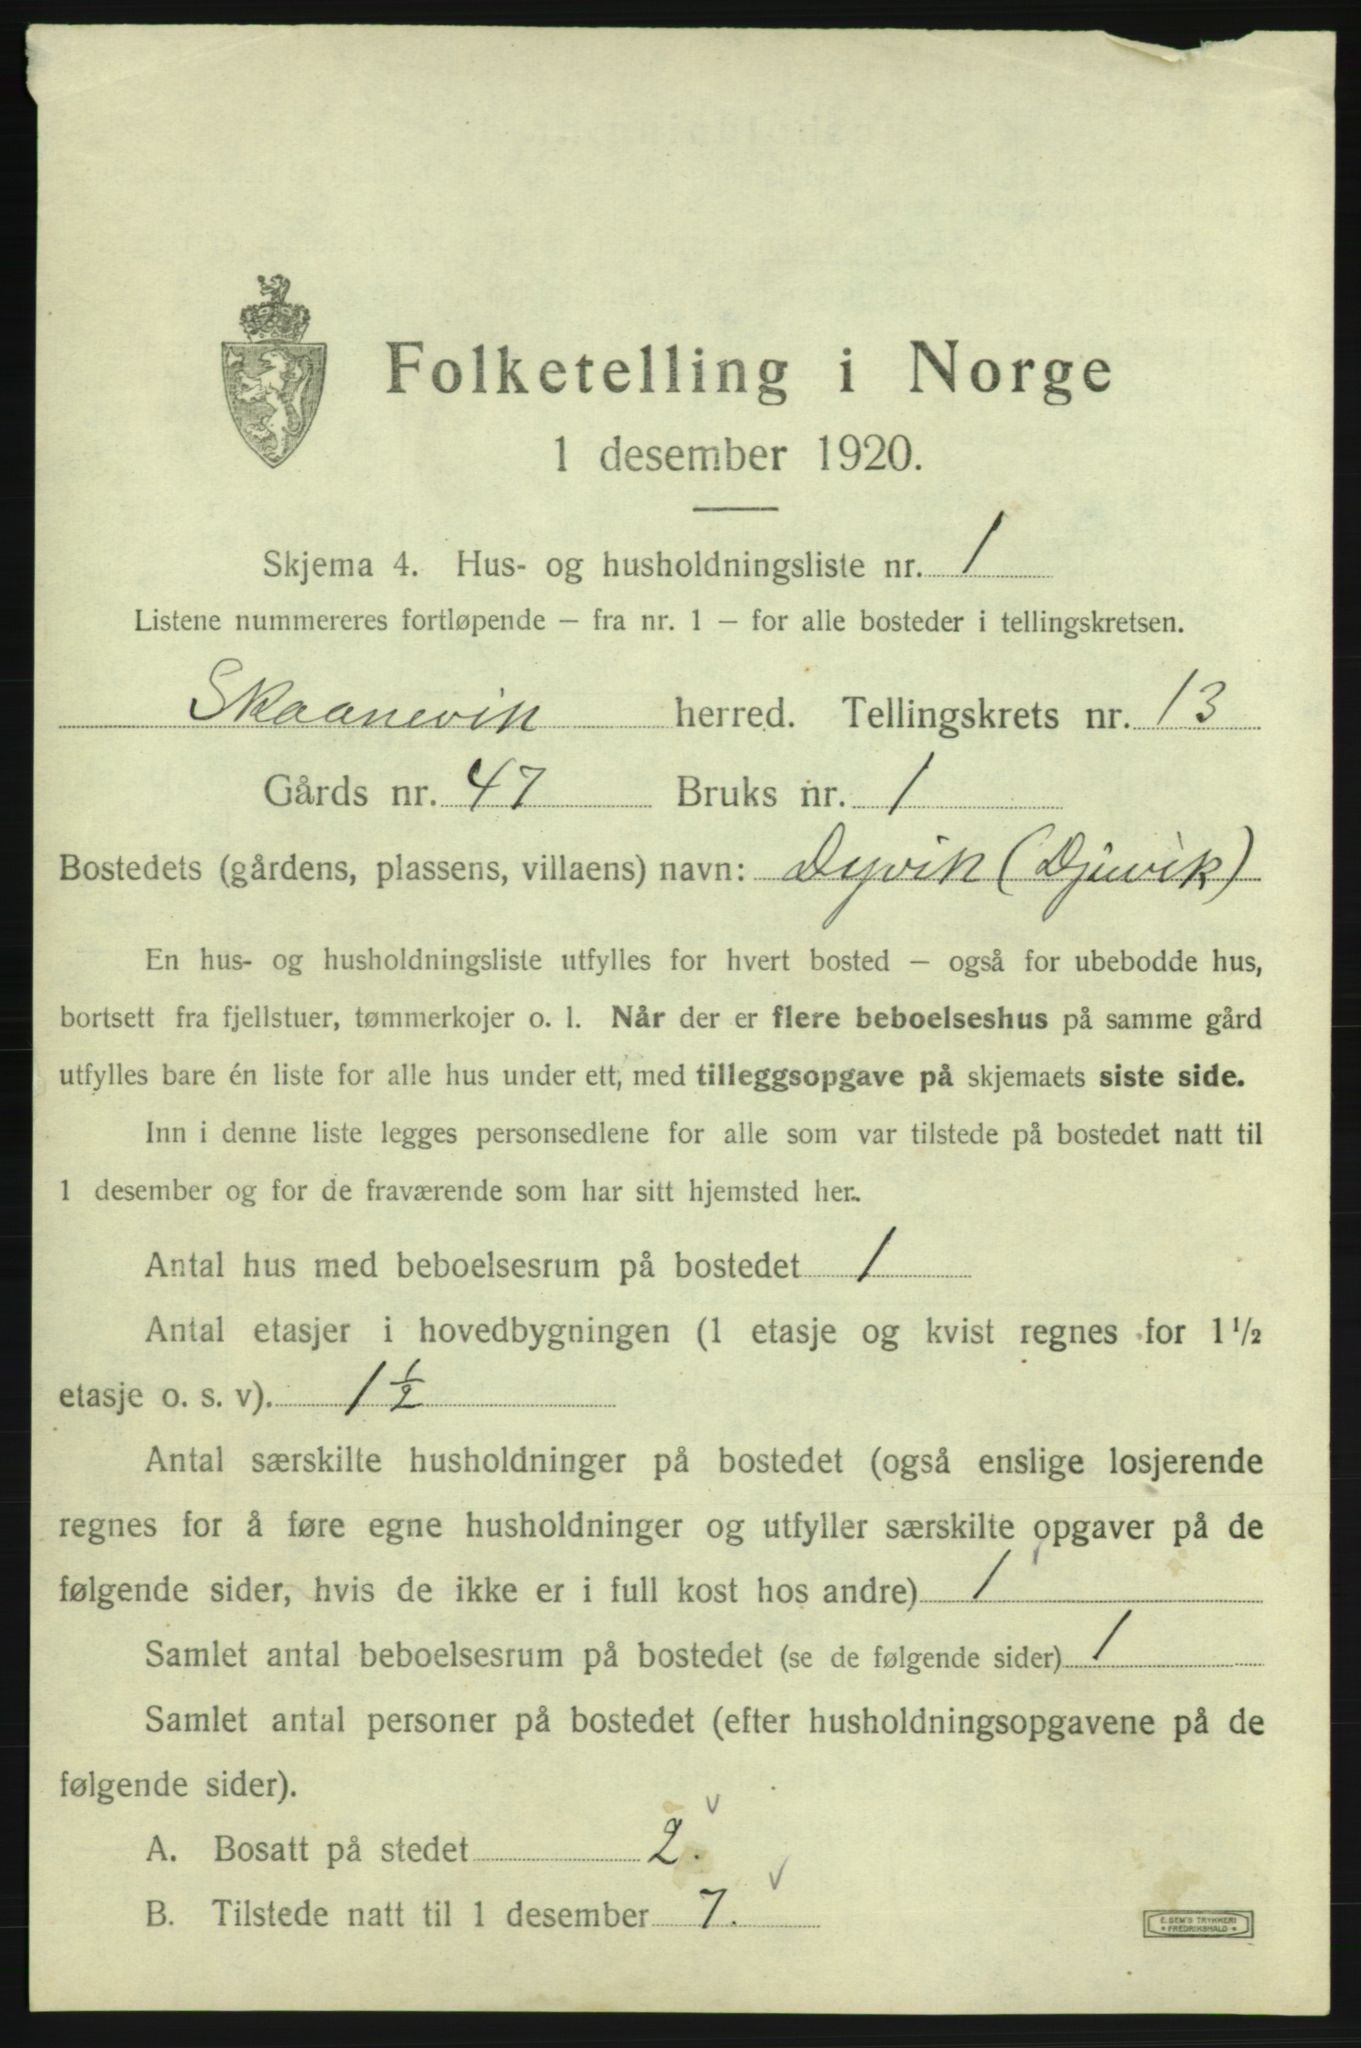 Folketelling i Norge
1 desember 1920.
Skjema 4. Hus- og husholdningsliste nr. 1
Listene nummereres fortløpende – fra nr. 1 – for alle bosteder i tellingskretsen.
Skaanevik herred. Tellingskrets nr. 13
Gårds nr. 47 Bruks nr. 1
Bostedets (gårdens, plassens, villaens) navn: Dyvik (Djuvik)
En hus- og husholdningsliste utfylles for hvert bosted – også for ubebodde hus,
bortsett fra fjellstuer, tømmerkojer o. l. Når der er flere beboelseshus på samme gård
utfylles bare én liste for alle hus under ett, med tilleggsopgave på skjemaets siste side.
Inn i denne liste legges personsedlene for alle som var tilstede på bostedet natt til
1 desember og for de fraværende som har sitt hjemsted her.
Antal hus med beboelsesrum på bostedet 1
Antal etasjer i hovedbygningen (1 etasje og kvist regnes for 1 1/2
etasje o. s. v). 1 1/2
Antal særskilte husholdninger på bostedet (også enslige losjerende
regnes for å føre egne husholdninger og utfyller særskilte opgaver på de
følgende sider, hvis de ikke er i full kost hos andre) 1
Samlet antal beboelsesrum på bostedet (se de følgende sider) 1
Samlet antal personer på bostedet (efter husholdningsopgavene på de
følgende sider).
A. Bosatt på stedet 2.
B. Tilstede natt til 1 desember 7.
E. SEM'S TRYKKERI
FREDRIKSHALD